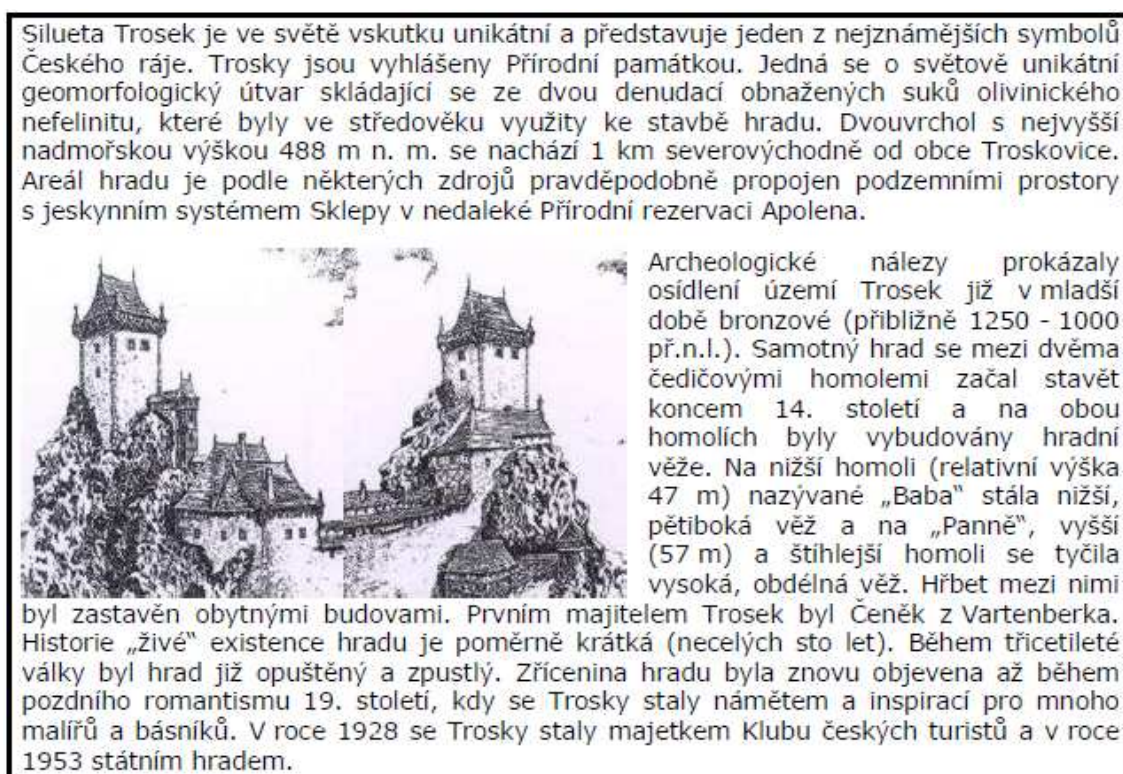 Silueta Trosek je ve světě vskutku unikátní a představuje jeden z nejznámějších symbolů
Českého ráje. Trosky jsou vyhlášeny Přírodní památkou. Jedná se o světově unikátní
geomorfologický útvar skládající se ze dvou denudací obnažených suků olivinického
nefelinitu, které byly ve středověku využity ke stavbě hradu. Dvouvrchol s nejvyšší
nadmořskou výškou 488 m n. m. se nachází 1 km severovýchodně od obce Troskovice.
Areál hradu je podle některých zdrojů pravděpodobně propojen podzemními prostory
s jeskynním systémem Sklepy v nedaleké Přírodní rezervaci Apolena.
Archeologické nálezy prokázaly
osídlení území Trosek již v mladší
době bronzové (přibližně 1250 - 1000
př.n.l.). Samotný hrad se mezi dvěma
čedičovými homolemi začal stavět
koncem 14. století a na obou
homolích byly vybudovány hradní
věže. Na nižší homoli (relativní výška
47 m) nazývané „Baba“ stála nižší,
pětiboká věž a na „Panně“, vyšší
(57 m) a štíhlejší homoli se tyčila
vysoká, obdélná věž. Hřbet mezi nimi
byl zastavěn obytnými budovami. Prvním majitelem Trosek byl Čeněk z Vartenberka.
Historie „živé“ existence hradu je poměrně krátká (necelých sto let). Během třicetileté
války byl hrad již opuštěný a zpustlý. Zřícenina hradu byla znovu objevena až během
pozdního romantismu 19. století, kdy se Trosky staly námětem a inspirací pro mnoho
malířů a básníků. V roce 1928 se Trosky staly majetkem Klubu českých turistů a v roce
1953 státním hradem.